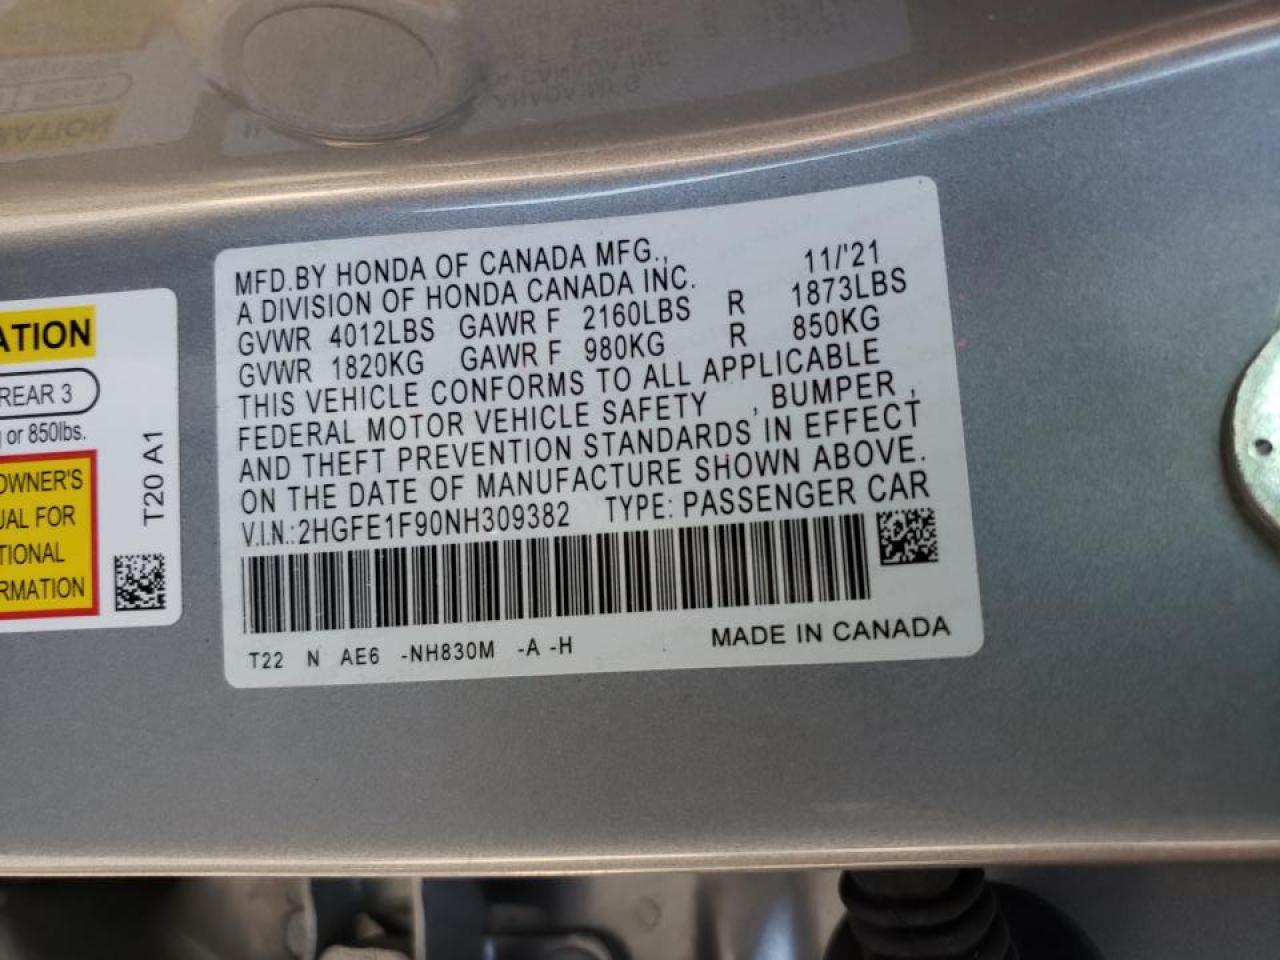 MFD.BY HONDA OF CANADA MFG., 11/'21
A DIVISION OF HONDA CANADA INC.
GVWR 4012LBS GAWR F 2160LBS R 1873LBS
GVWR 1820KG GAWR F 980KG R 850KG
THIS VEHICLE CONFORMS TO ALL APPLICABLE
FEDERAL MOTOR VEHICLE SAFETY , BUMPER ,
AND THEFT PREVENTION STANDARDS IN EFFECT
ON THE DATE OF MANUFACTURE SHOWN ABOVE.
V.I.N.:2HGFE1F90NH309382 TYPE: PASSENGER CAR
T22 N AE6 -NH830M -A -H MADE IN CANADA
ATION
REAR 3
or 850lbs.
OWNER'S
UAL FOR
TIONAL
RMATION
T20 A1